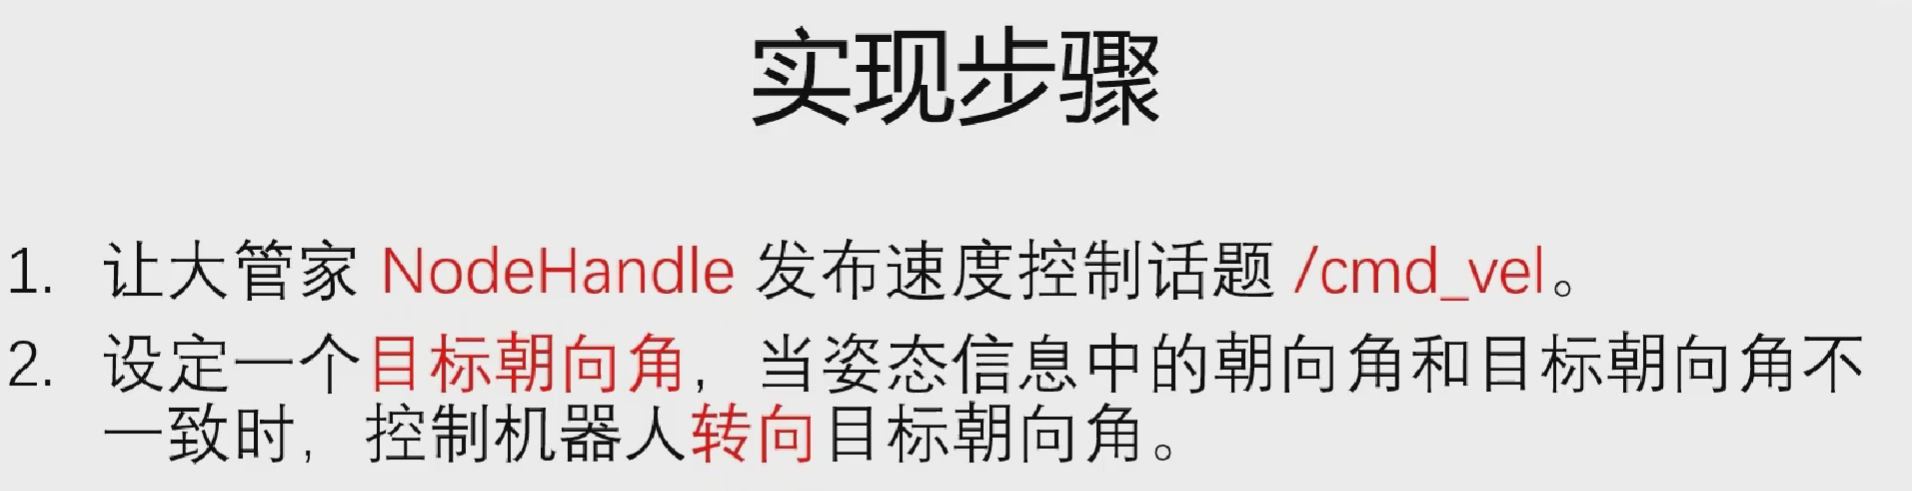 实现步骤
1. 让大管家 NodeHandle 发布速度控制话题 /cmd_vel。
2. 设定一个目标朝向角，当姿态信息中的朝向角和目标朝向角不
一致时，控制机器人转向目标朝向角。